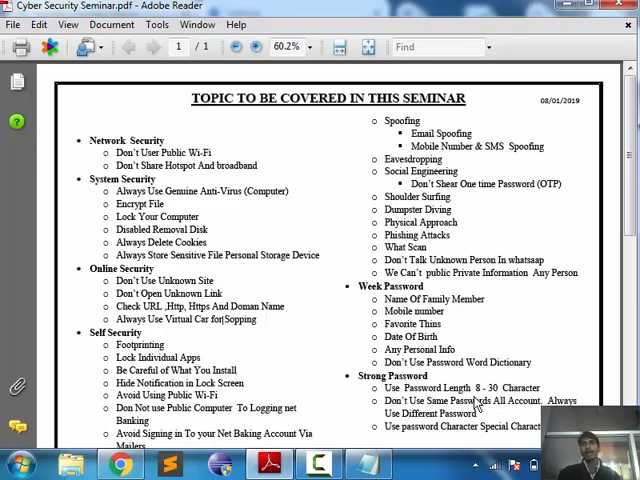 Cyber Security Seminar.pdf - Adobe Reader
File Edit View Document Tools Window Help
1 / 1 60.2% Find
TOPIC TO BE COVERED IN THIS SEMINAR
08/01/2019
Network Security
Don't User Public Wi-Fi
Don't Share Hotspot And broadband
System Security
Always Use Genuine Anti-Virus (Computer)
Encrypt File
Lock Your Computer
Disabled Removal Disk
Always Delete Cookies
Always Store Sensitive File Personal Storage Device
Online Security
Don't Use Unknown Site
Don't Open Unknown Link
Check URL ,Http, Https And Doman Name
Always Use Virtual Car for Sopping
Self Security
Footprinting
Lock Individual Apps
Be Careful of What You Install
Hide Notification in Lock Screen
Avoid Using Public Wi-Fi
Don Not use Public Computer To Logging net
Banking
Avoid Signing in To your Net Baking Account Via
Mailers
Spoofing
Email Spoofing
Mobile Number & SMS Spoofing
Eavesdropping
Social Engineering
Don't Shear One time Password (OTP)
Shoulder Surfing
Dumpster Diving
Physical Approach
Phishing Attacks
What Scan
Don't Talk Unknown Person In whatsaap
We Can't public Private Information Any Person
Week Password
Name Of Family Member
Mobile number
Favorite Thins
Date Of Birth
Any Personal Info
Don't Use Password Word Dictionary
Strong Password
Use Password Length 8 - 30 Character
Don't Use Same Passwords All Account. Always
Use Different Password
Use password Character Special